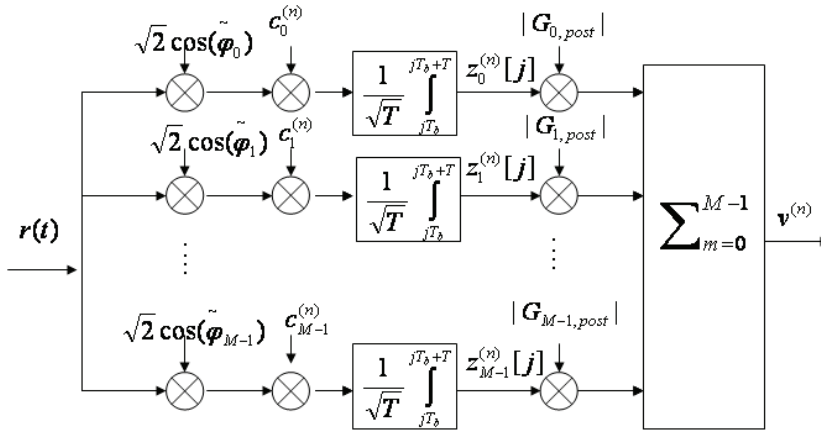 √2 cos(φ̃₀) c₀⁽ⁿ⁾ |G₀,post|
1/√T ∫_{jT_b}^{jT_b+T} z₀⁽ⁿ⁾[j]
√2 cos(φ̃₁) c₁⁽ⁿ⁾ |G₁,post|
1/√T ∫_{jT_b}^{jT_b+T} z₁⁽ⁿ⁾[j]
r(t) ∑_{m=0}^{M-1} v⁽ⁿ⁾
⋮ ⋮
√2 cos(φ̃_{M-1}) c_{M-1}⁽ⁿ⁾ |G_{M-1,post}|
1/√T ∫_{jT_b}^{jT_b+T} z_{M-1}⁽ⁿ⁾[j]